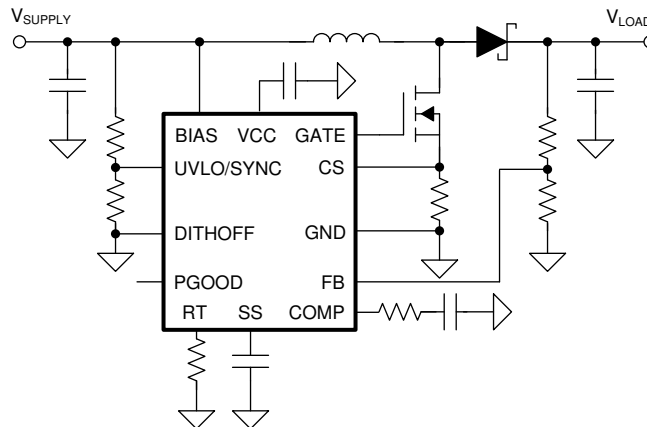 VSUPPLY
VLOAD
BIAS VCC GATE
UVLO/SYNC CS
DITHOFF GND
PGOOD FB
RT SS COMP